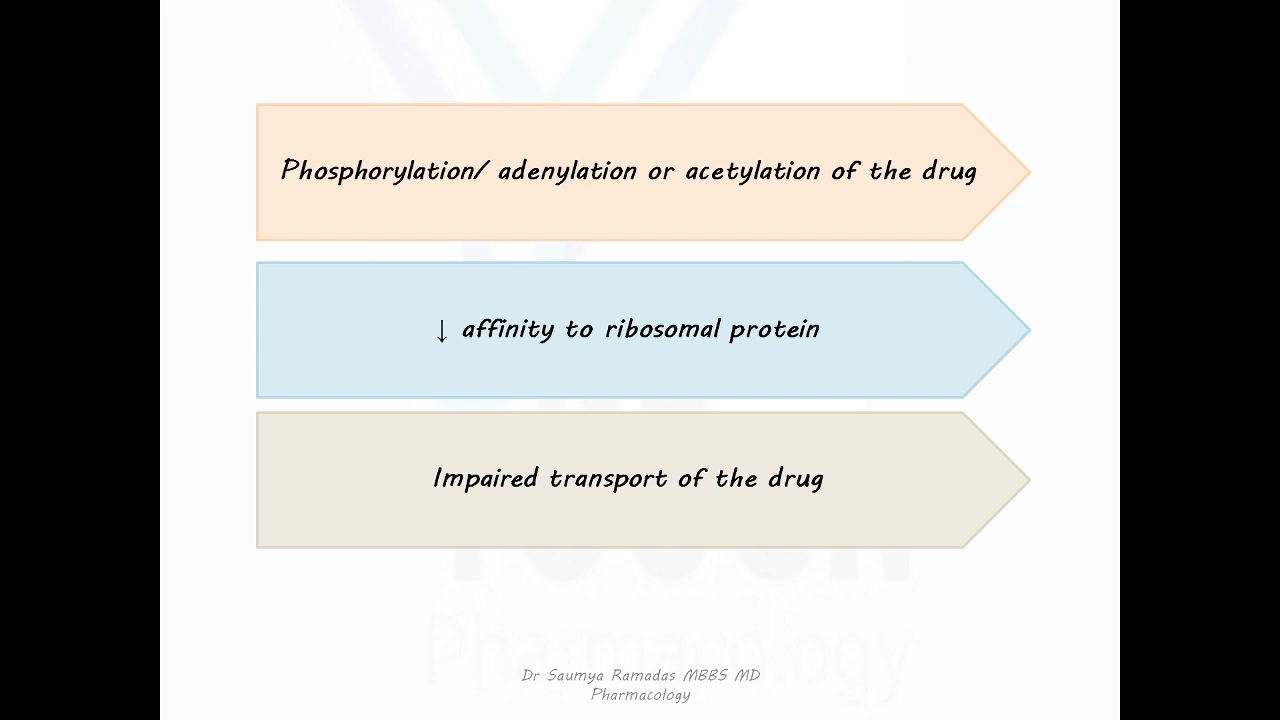 Phosphorylation/ adenylation or acetylation of the drug
↓ affinity to ribosomal protein
Impaired transport of the drug
Pharmacology
Dr Saumya Ramadas MBBS MD
Pharmacology